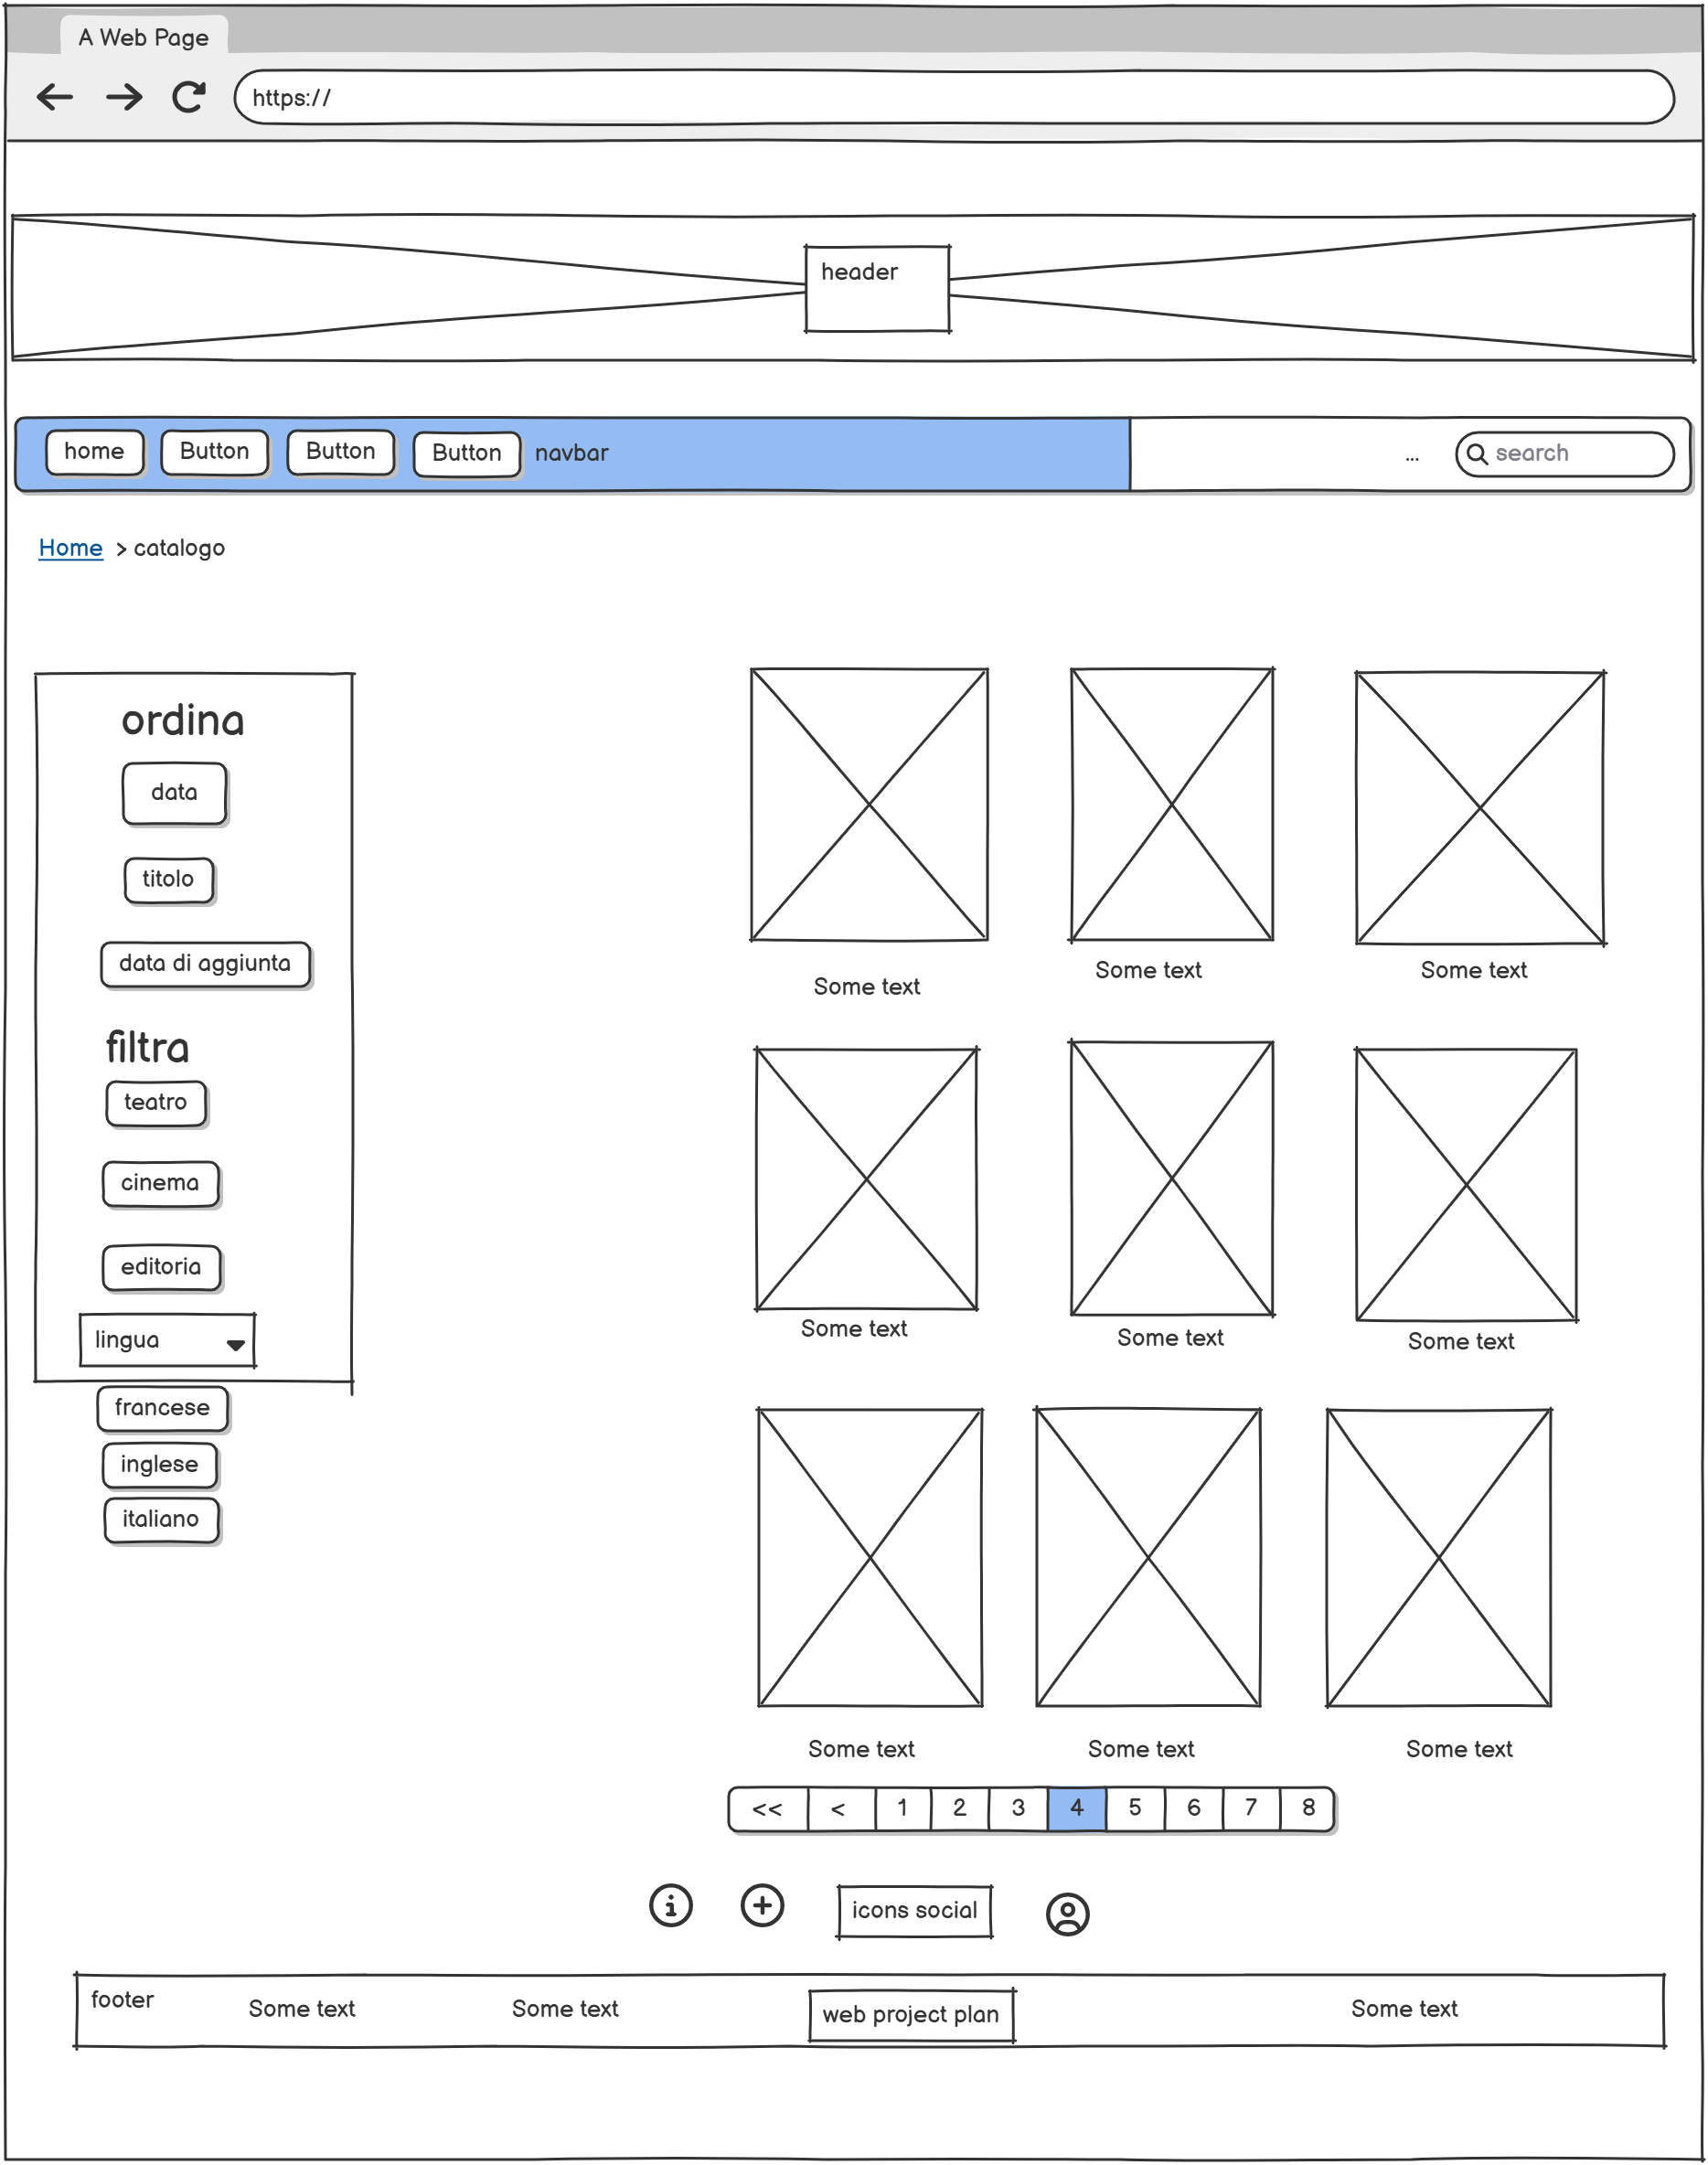 A Web Page
https://
header
home Button Button Button navbar ... search
Home > catalogo
ordina
data
titolo
data di aggiunta
filtra
teatro
cinema
editoria
lingua
francese
inglese
italiano
Some text Some text Some text
Some text Some text Some text
Some text Some text Some text
<< < 1 2 3 4 5 6 7 8
icons social
footer Some text Some text web project plan Some text